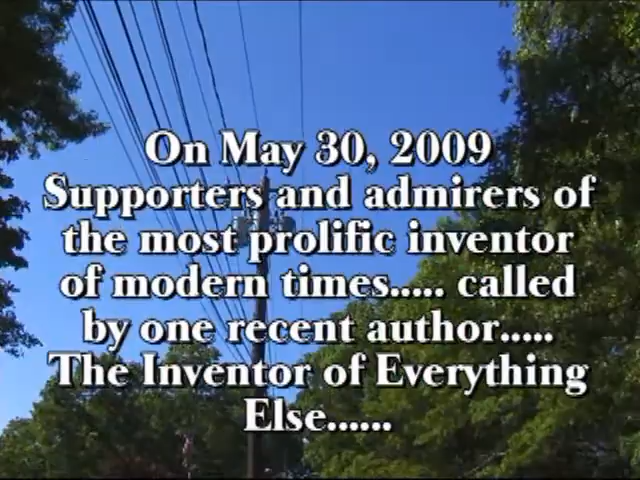 On May 30, 2009
Supporters and admirers of
the most prolific inventor
of modern times..... called
by one recent author.....
The Inventor of Everything
Else......